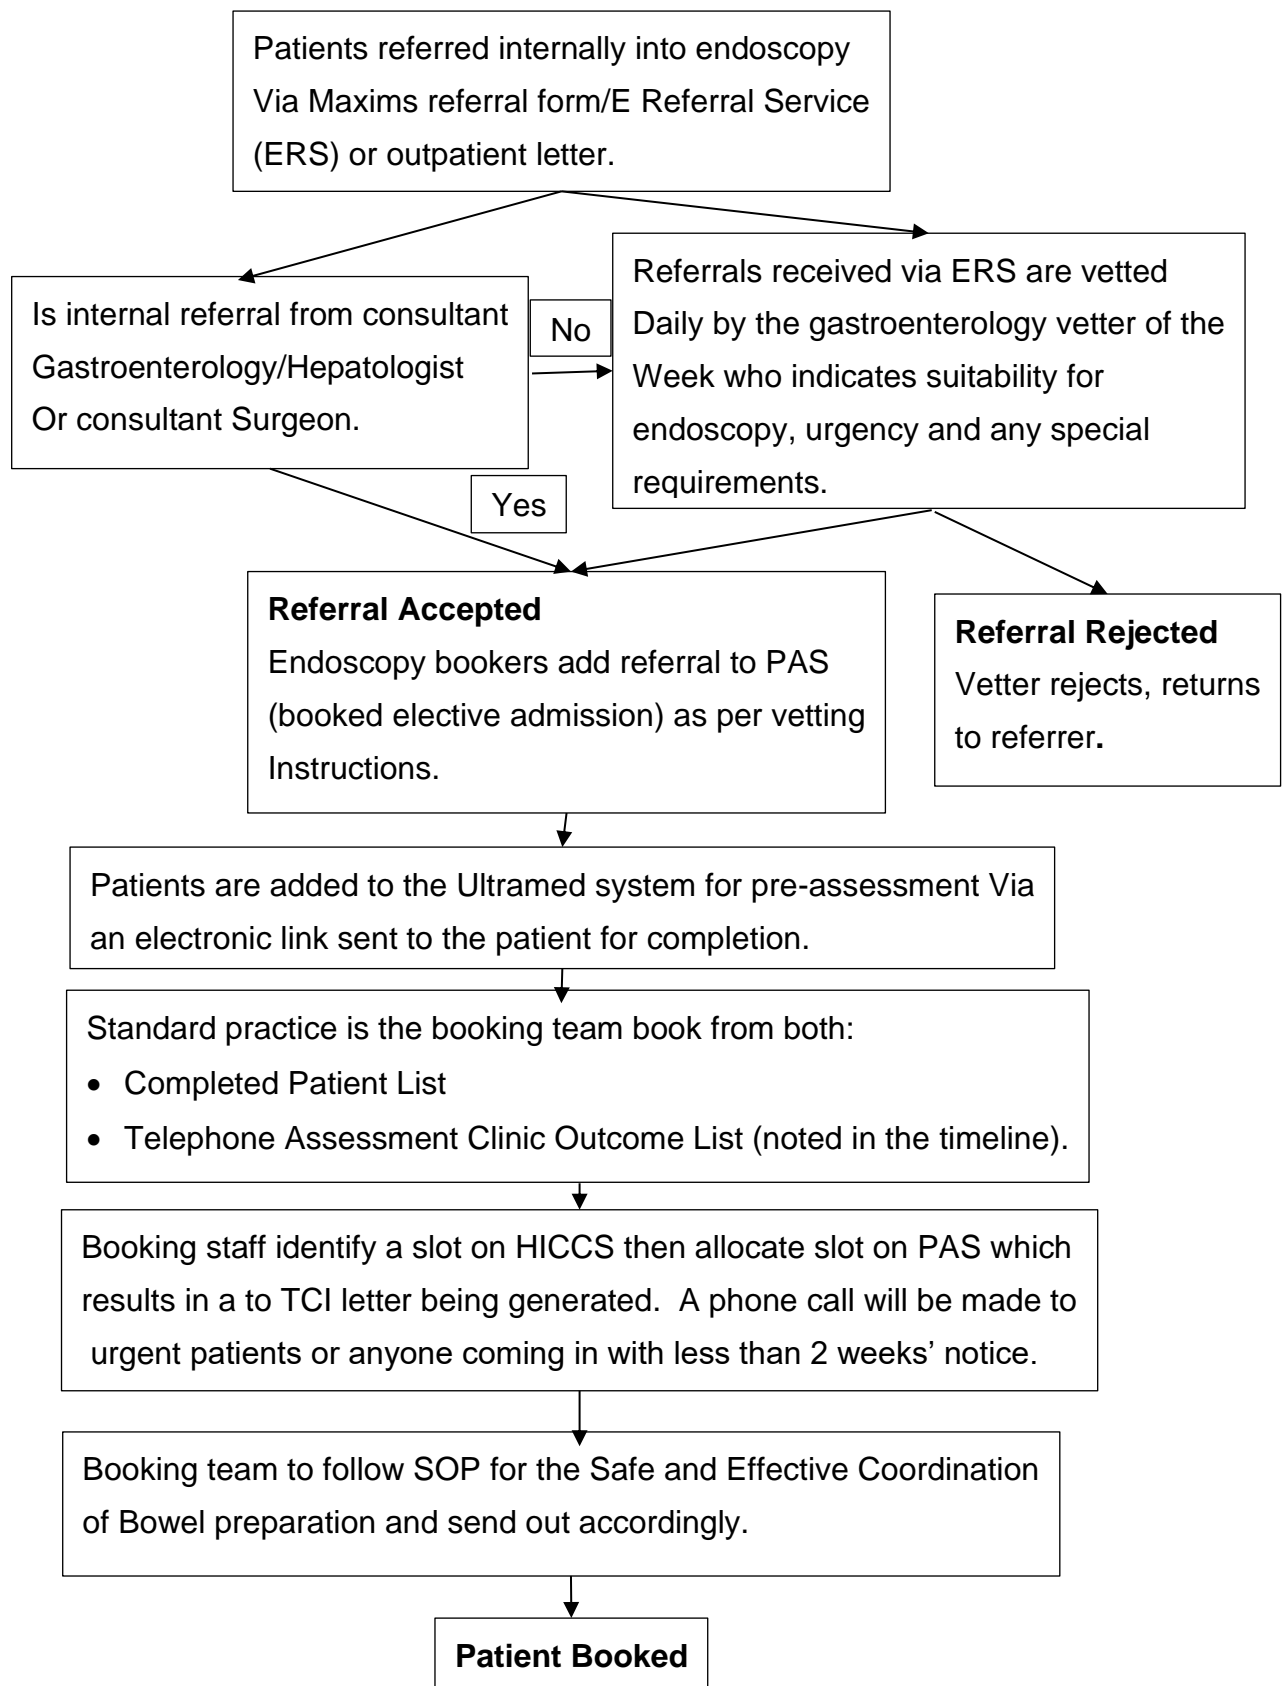 Patients referred internally into endoscopy
Via Maxims referral form/E Referral Service
(ERS) or outpatient letter.
Is internal referral from consultant
Gastroenterology/Hepatologist
Or consultant Surgeon.
No
Referrals received via ERS are vetted
Daily by the gastroenterology vetter of the
Week who indicates suitability for
endoscopy, urgency and any special
requirements.
Yes
Referral Accepted
Endoscopy bookers add referral to PAS
(booked elective admission) as per vetting
Instructions.
Referral Rejected
Vetter rejects, returns
to referrer.
Patients are added to the Ultramed system for pre-assessment Via
an electronic link sent to the patient for completion.
Standard practice is the booking team book from both:
• Completed Patient List
• Telephone Assessment Clinic Outcome List (noted in the timeline).
Booking staff identify a slot on HICCS then allocate slot on PAS which
results in a to TCI letter being generated. A phone call will be made to
urgent patients or anyone coming in with less than 2 weeks’ notice.
Booking team to follow SOP for the Safe and Effective Coordination
of Bowel preparation and send out accordingly.
Patient Booked